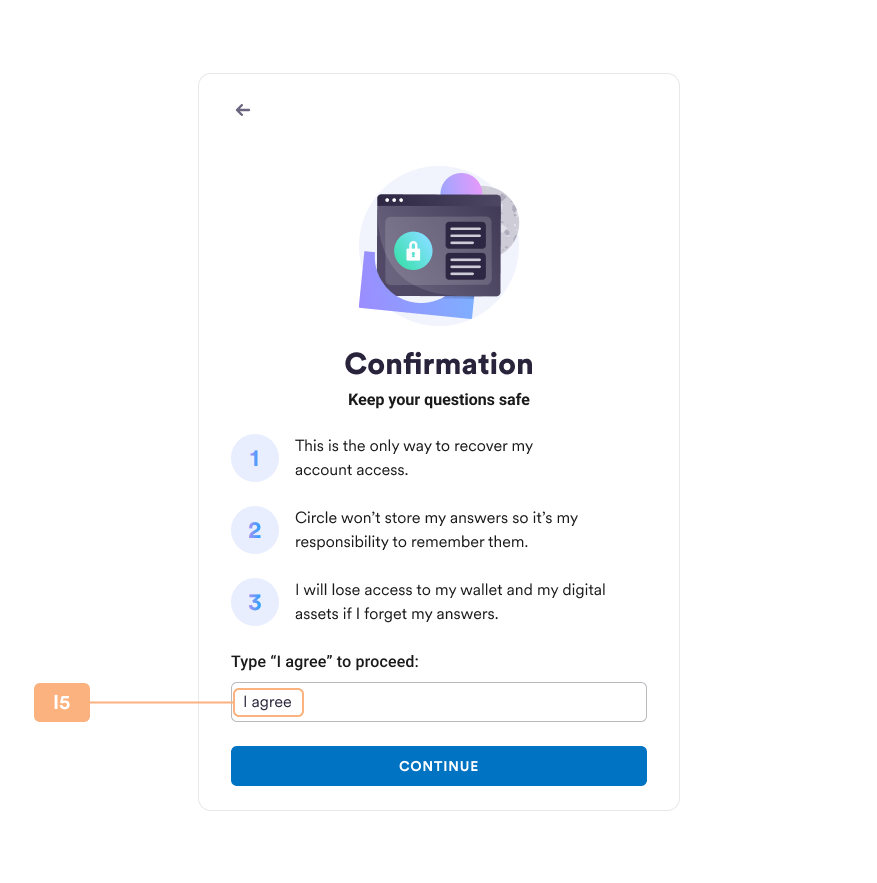 Confirmation
Keep your questions safe
1
This is the only way to recover my
account access.
2
Circle won’t store my answers so it’s my
responsibility to remember them.
3
I will lose access to my wallet and my digital
assets if I forget my answers.
Type “I agree” to proceed:
I5
I agree
CONTINUE